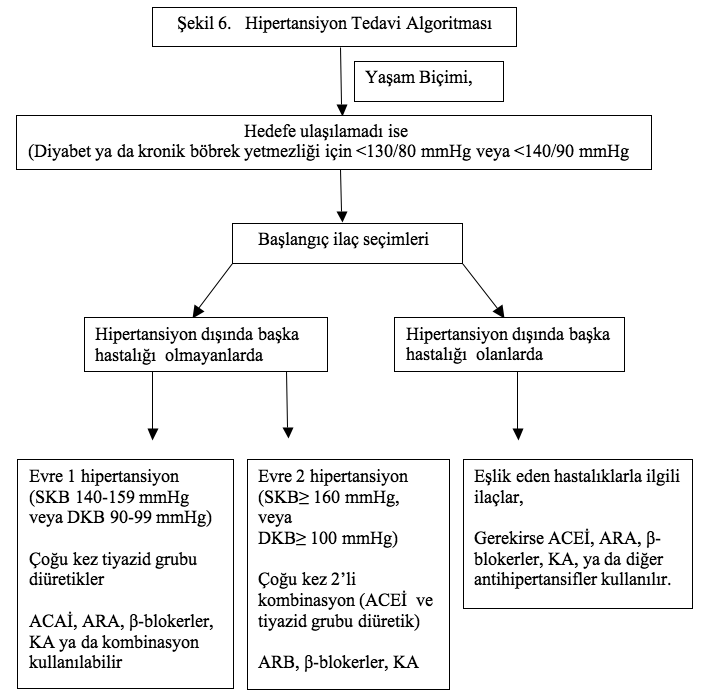 Şekil 6.   Hipertansiyon Tedavi Algoritması
Yaşam Biçimi,
Hedefe ulaşılamadı ise
(Diyabet ya da kronik böbrek yetmezliği için <130/80 mmHg veya <140/90 mmHg
Başlangıç ilaç seçimleri
Hipertansiyon dışında başka
hastalığı  olmayanlarda
Hipertansiyon dışında başka
hastalığı  olanlarda
Evre 1 hipertansiyon
(SKB 140-159 mmHg
veya DKB 90-99 mmHg)
Çoğu kez tiyazid grubu
diüretikler
ACAİ, ARA, β-blokerler,
KA ya da kombinasyon
kullanılabilir
Evre 2 hipertansiyon
(SKB≥ 160 mmHg,
veya
DKB≥ 100 mmHg)
Çoğu kez 2’li
kombinasyon (ACEİ  ve
tiyazid grubu diüretik)
ARB, β-blokerler, KA
Eşlik eden hastalıklarla ilgili
ilaçlar,
Gerekirse ACEİ, ARA, β-
blokerler, KA, ya da diğer
antihipertansifler kullanılır.